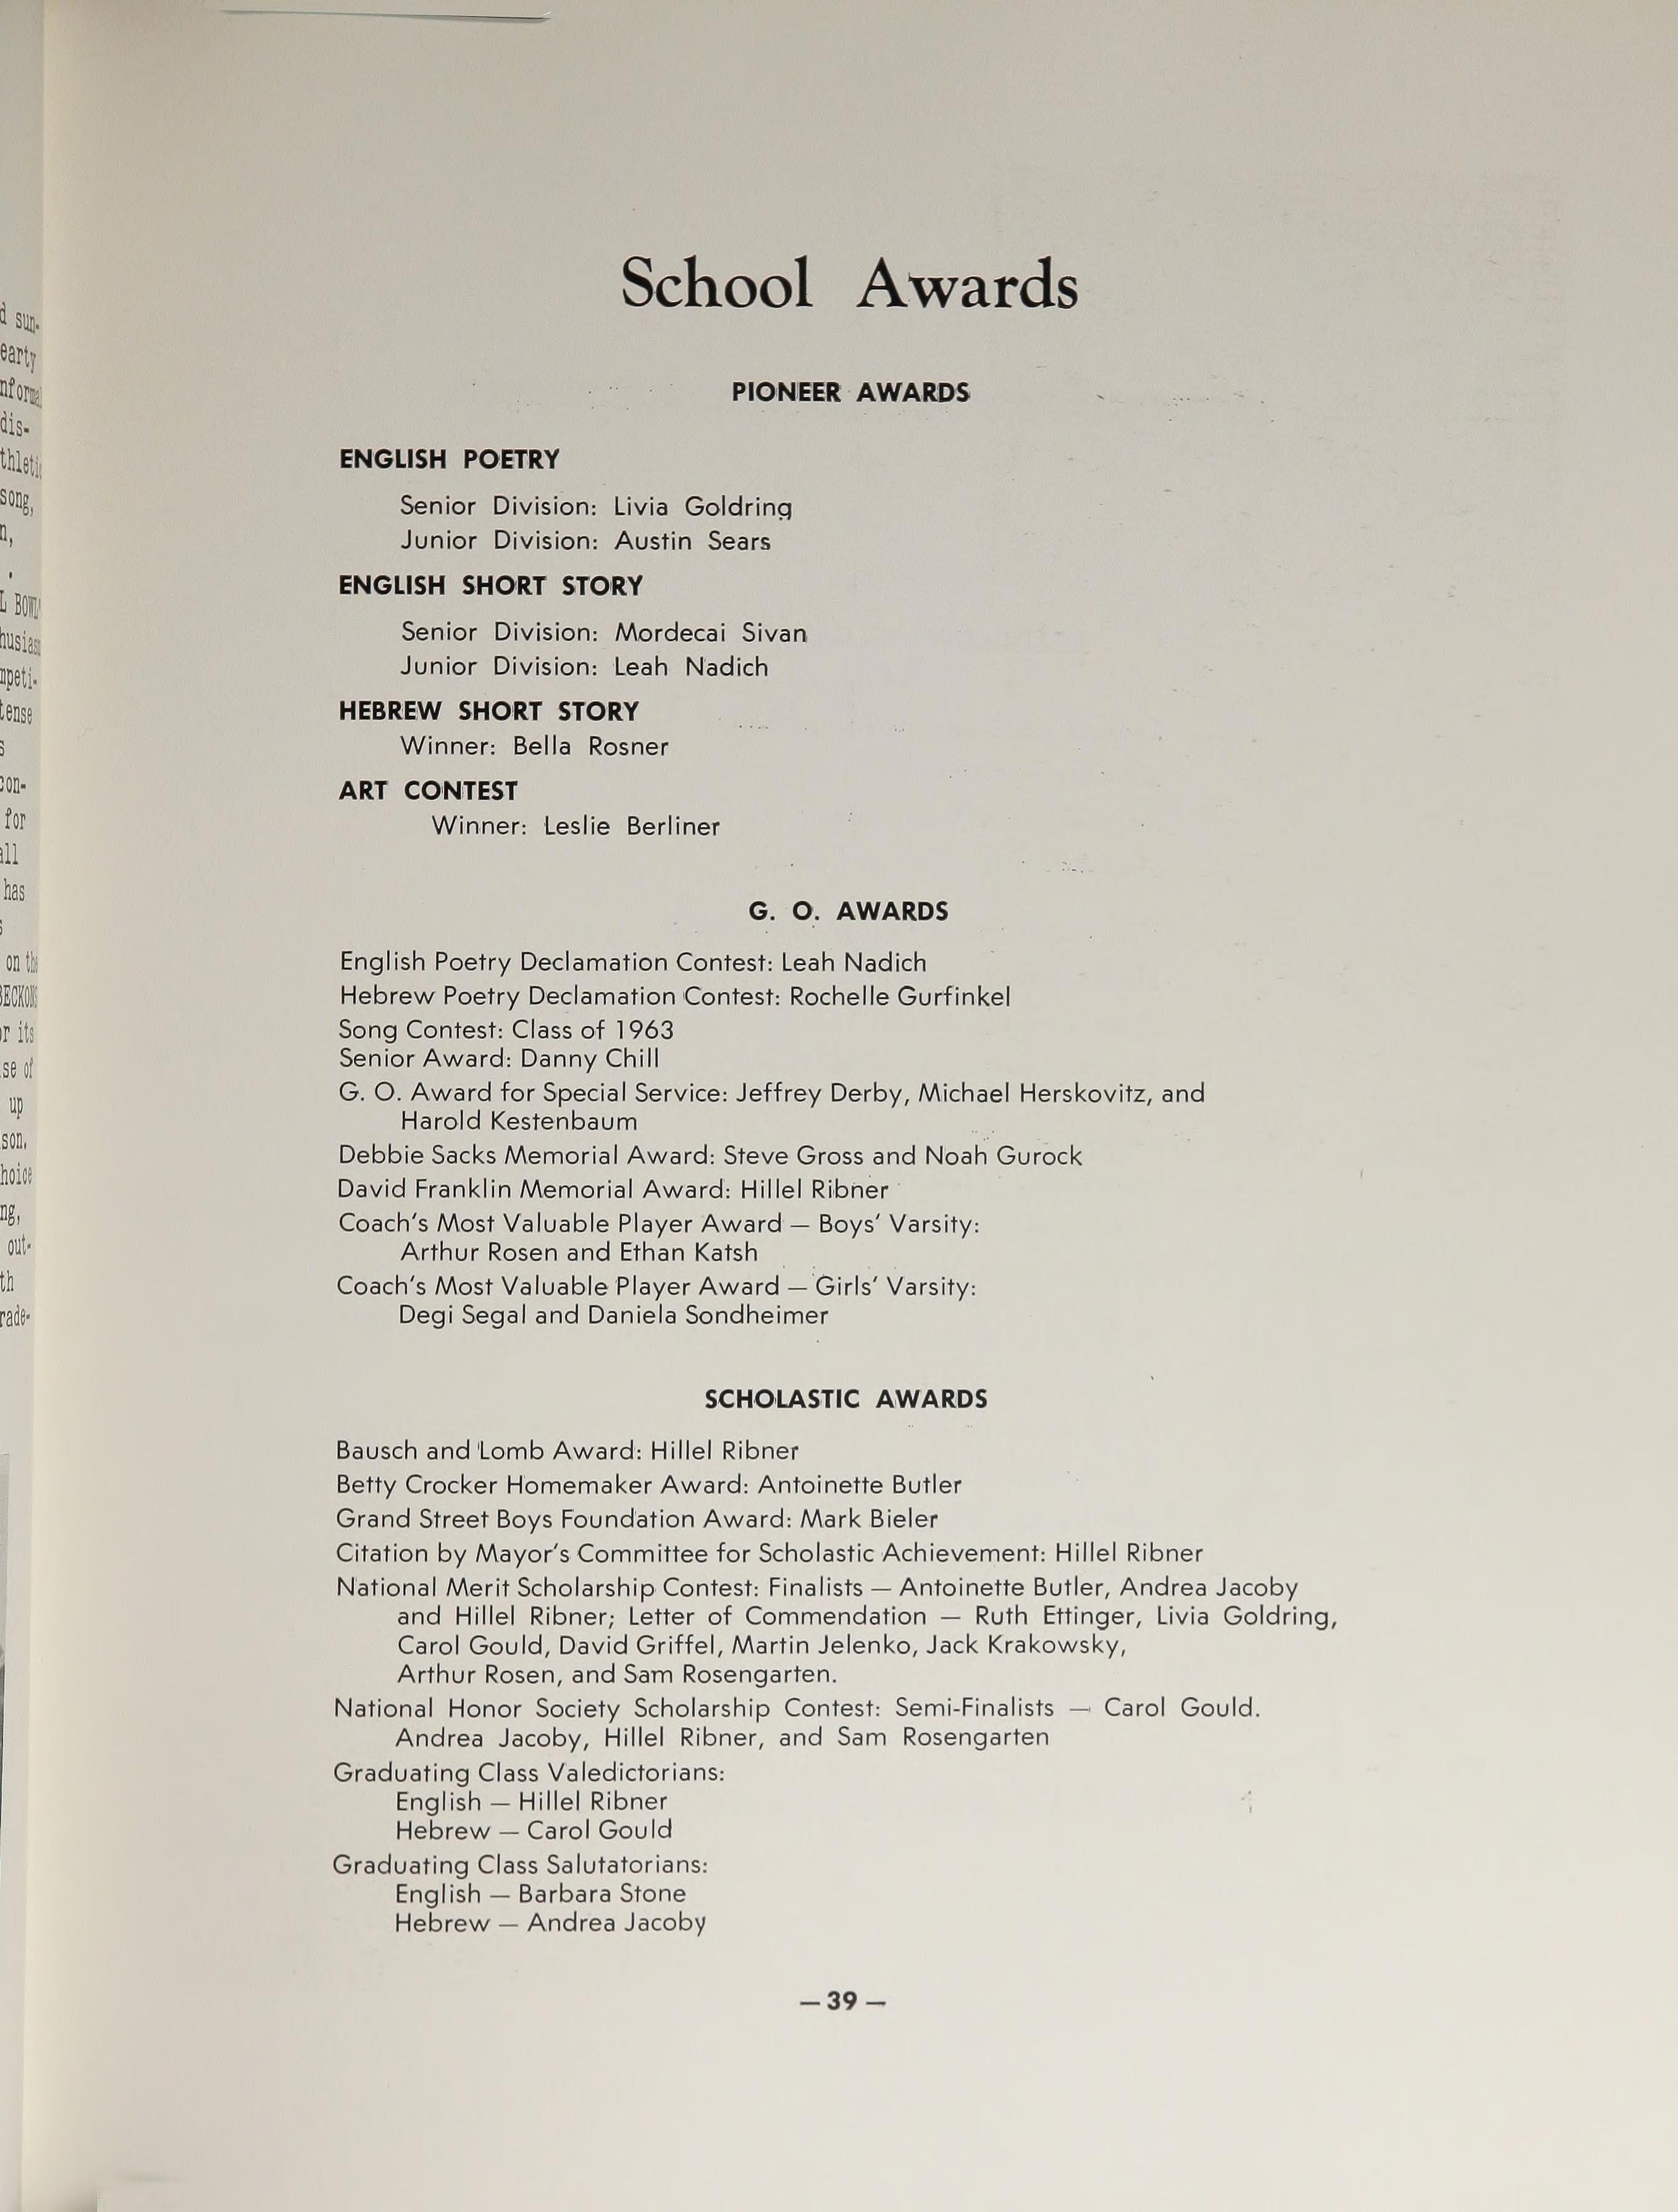 School Awards
PIONEER AWARDS
ENGLISH POETRY
Senior Division: Livia Goldring
Junior Division: Austin Sears
ENGLISH SHORT STORY
Senior Division: Mordecai Sivan
Junior Division: Leah Nadich
HEBREW SHORT STORY
Winner: Bella Rosner
ART CONTEST
Winner: Leslie Berliner
G. O. AWARDS
English Poetry Declamation Contest: Leah Nadich
Hebrew Poetry Declamation Contest: Rochelle Gurfinkel
Song Contest: Class of 1963
Senior Award: Danny Chill
G. O. Award for Special Service: Jeffrey Derby, Michael Herskovitz, and
Harold Kestenbaum
Debbie Sacks Memorial Award: Steve Gross and Noah Gurock
David Franklin Memorial Award: Hillel Ribner
Coach's Most Valuable Player Award — Boys' Varsity:
Arthur Rosen and Ethan Katsh
Coach's Most Valuable Player Award — Girls' Varsity:
Degi Segal and Daniela Sondheimer
SCHOLASTIC AWARDS
Bausch and Lomb Award: Hillel Ribner
Betty Crocker Homemaker Award: Antoinette Butler
Grand Street Boys Foundation Award: Mark Bieler
Citation by Mayor's Committee for Scholastic Achievement: Hillel Ribner
National Merit Scholarship Contest: Finalists — Antoinette Butler, Andrea Jacoby
and Hillel Ribner; Letter of Commendation — Ruth Ettinger, Livia Goldring,
Carol Gould, David Griffel, Martin Jelenko, Jack Krakowsky,
Arthur Rosen, and Sam Rosengarten.
National Honor Society Scholarship Contest: Semi-Finalists — Carol Gould.
Andrea Jacoby, Hillel Ribner, and Sam Rosengarten
Graduating Class Valedictorians:
English — Hillel Ribner
Hebrew — Carol Gould
Graduating Class Salutatorians:
English — Barbara Stone
Hebrew — Andrea Jacoby
— 39 —